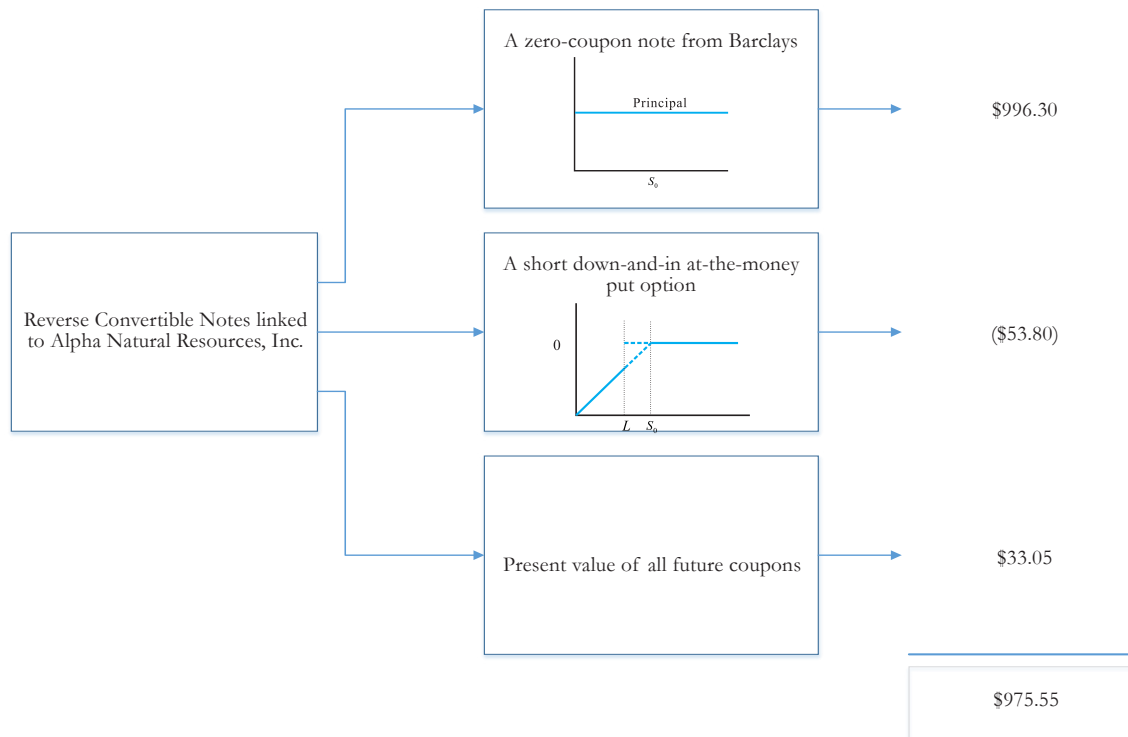 A zero-coupon note from Barclays
Principal
S₀
$996.30
Reverse Convertible Notes linked
to Alpha Natural Resources, Inc.
A short down-and-in at-the-money
put option
0
L S₀
($53.80)
Present value of all future coupons
$33.05
$975.55